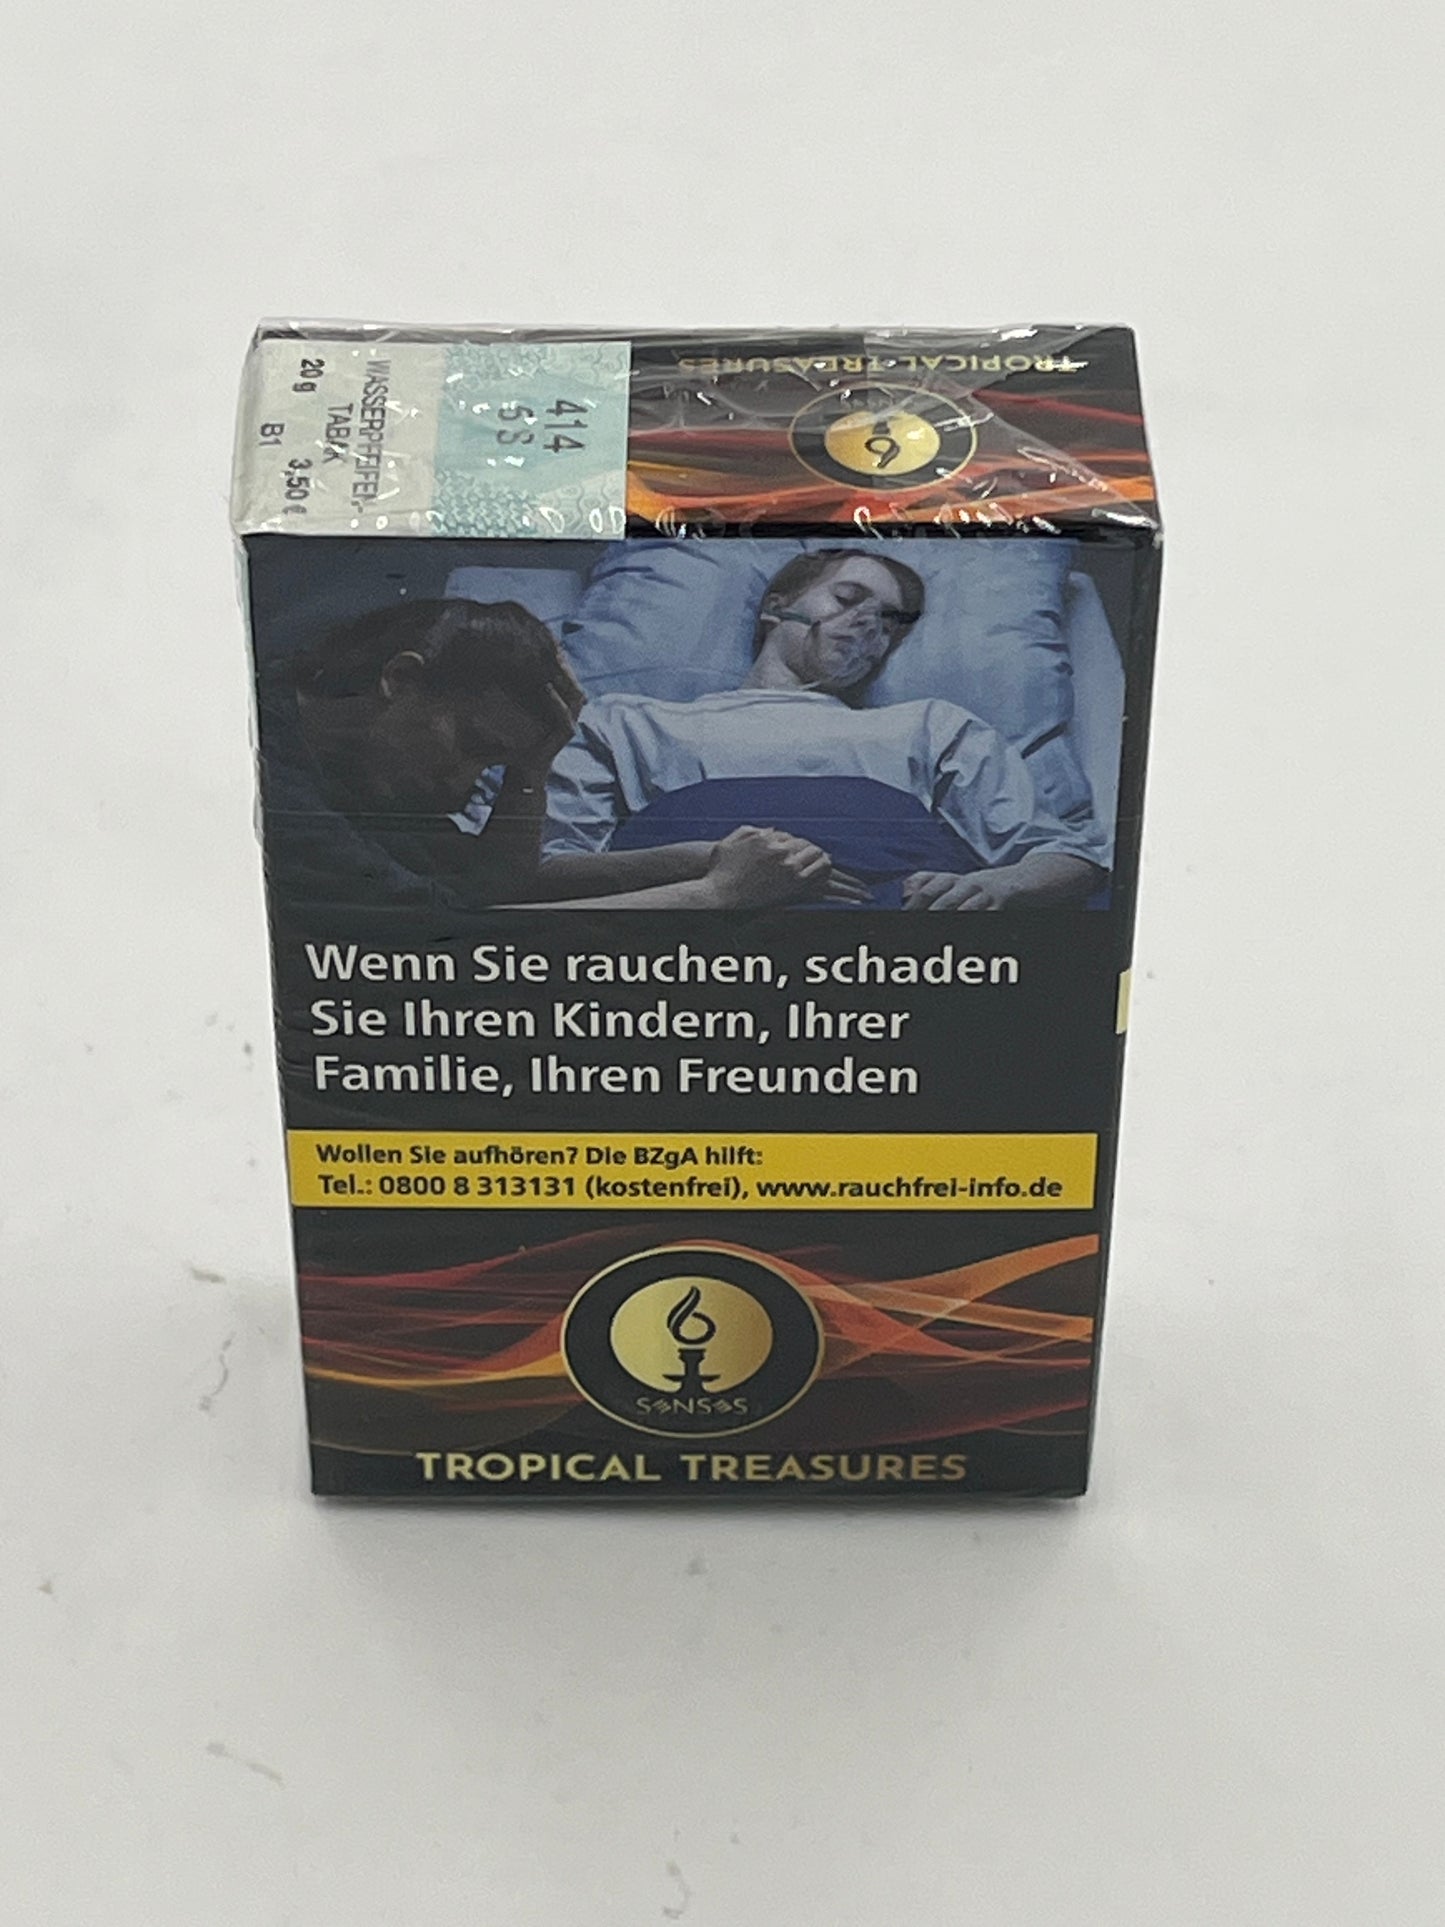 20 g 3,50 €
B1
WASSERPFEIFEN-
TABAK
414
TROPICAL TREASURES
Wenn Sie rauchen, schaden
Sie Ihren Kindern, Ihrer
Familie, Ihren Freunden
Wollen Sie aufhören? Die BZgA hilft:
Tel.: 0800 8 313131 (kostenfrei), www.rauchfrei-info.de
SENSES
TROPICAL TREASURES